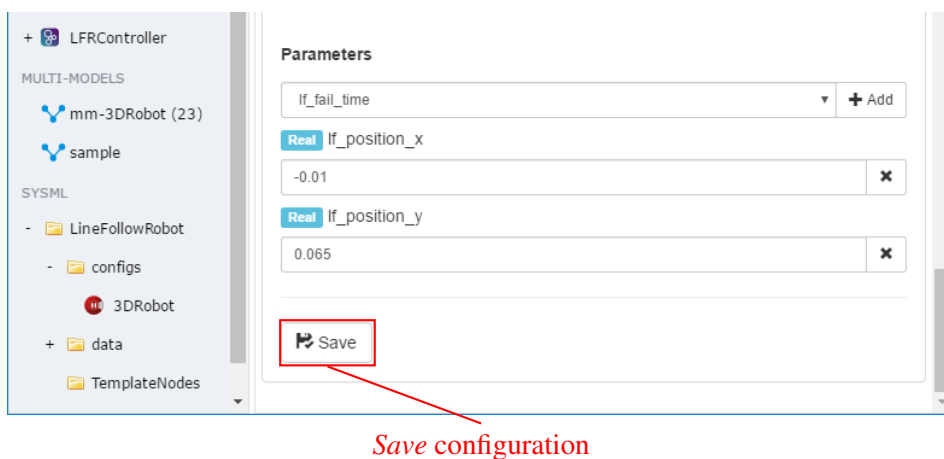 + LFRController
MULTI-MODELS
mm-3DRobot (23)
sample
SYSML
- LineFollowRobot
- configs
3DRobot
+ data
TemplateNodes
Parameters
lf_fail_time
+ Add
Real lf_position_x
-0.01
Real lf_position_y
0.065
Save
Save configuration